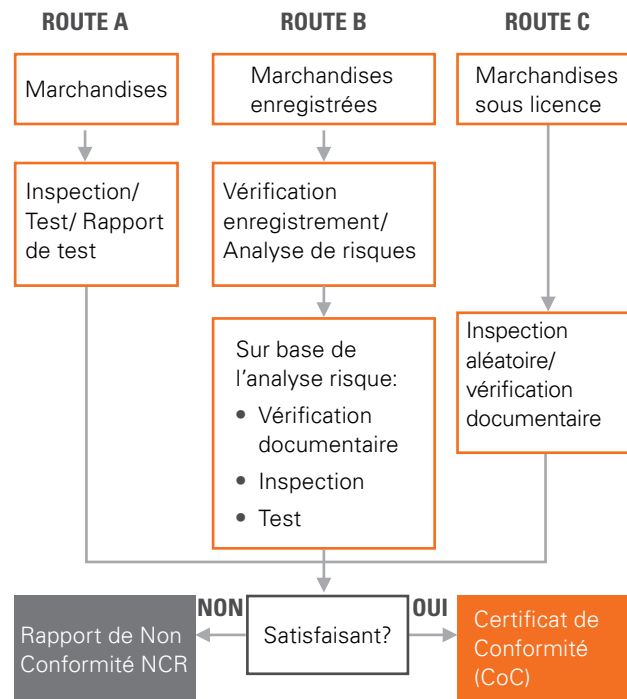 ROUTE A
ROUTE B
ROUTE C
Marchandises
Marchandises
enregistrées
Marchandises
sous licence
Inspection/
Test/ Rapport
de test
Vérification
enregistrement/
Analyse de risques
Sur base de
l'analyse risque:
• Vérification
documentaire
• Inspection
• Test
Inspection
aléatoire/
vérification
documentaire
NON
Satisfaisant?
OUI
Rapport de Non
Conformité NCR
Certificat de
Conformité
(CoC)